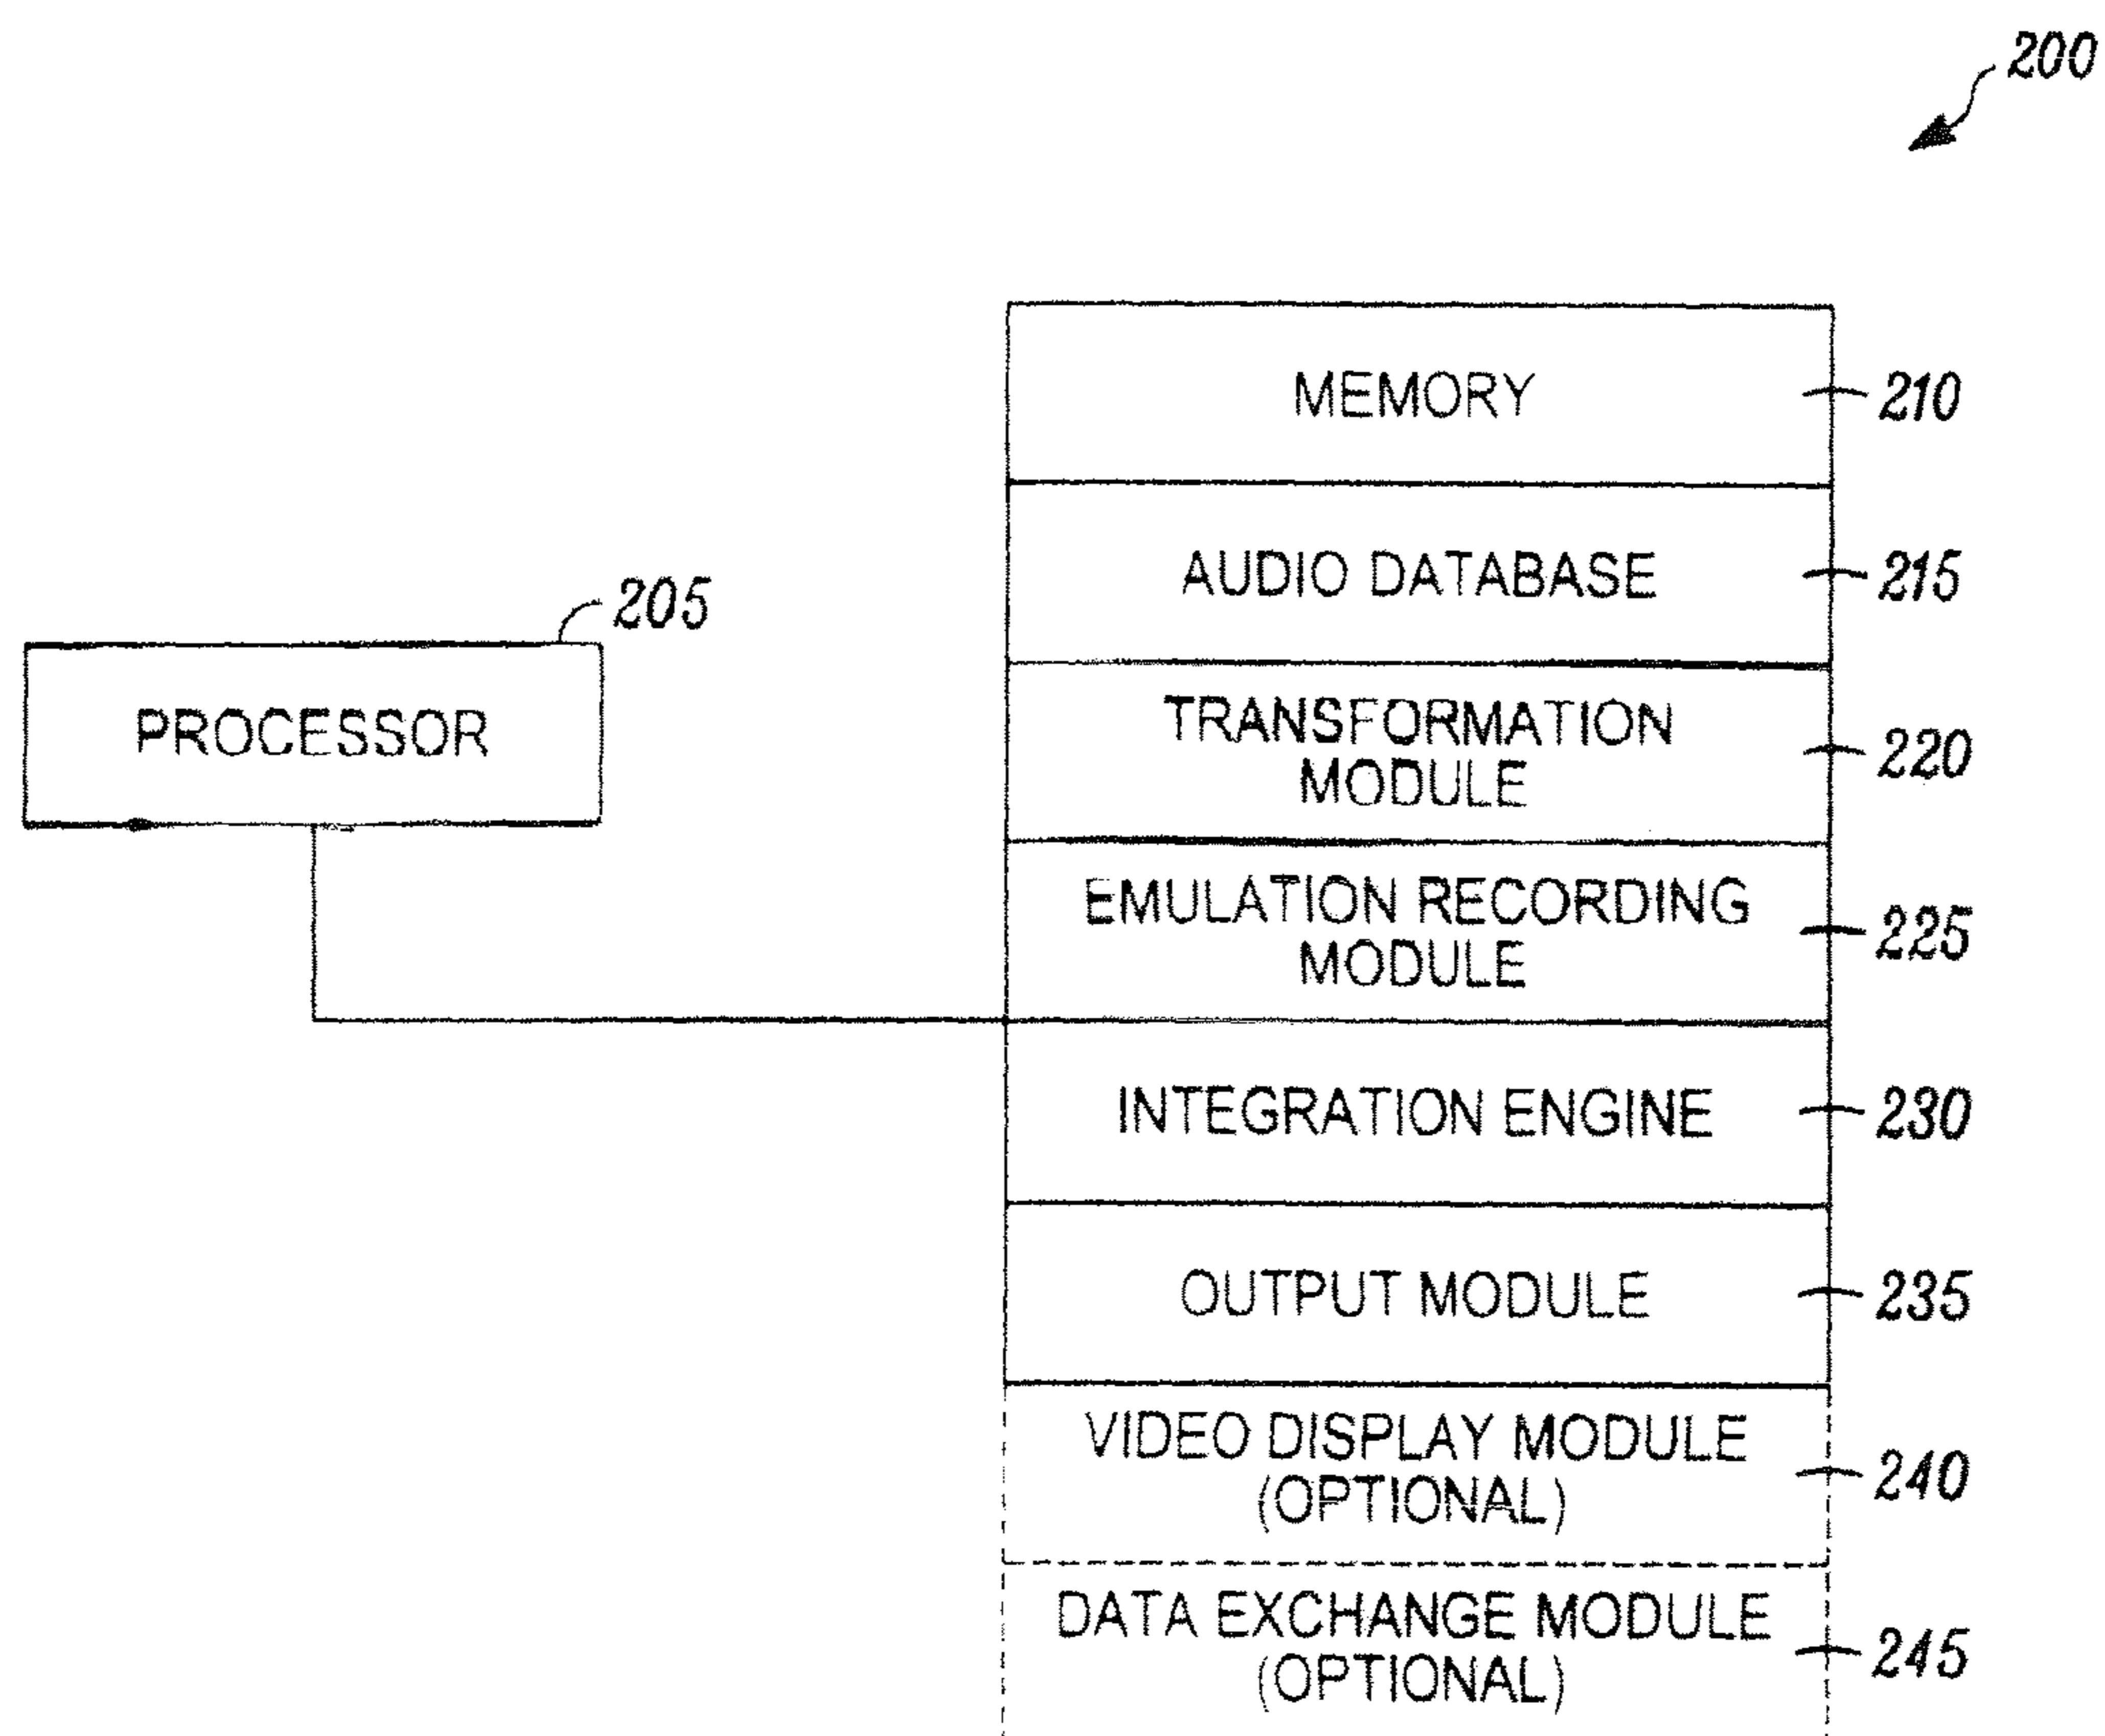 200
MEMORY
210
AUDIO DATABASE
215
205
PROCESSOR
TRANSFORMATION
MODULE
220
EMULATION RECORDING
MODULE
225
INTEGRATION ENGINE
230
OUTPUT MODULE
235
VIDEO DISPLAY MODULE
(OPTIONAL)
240
DATA EXCHANGE MODULE
(OPTIONAL)
245